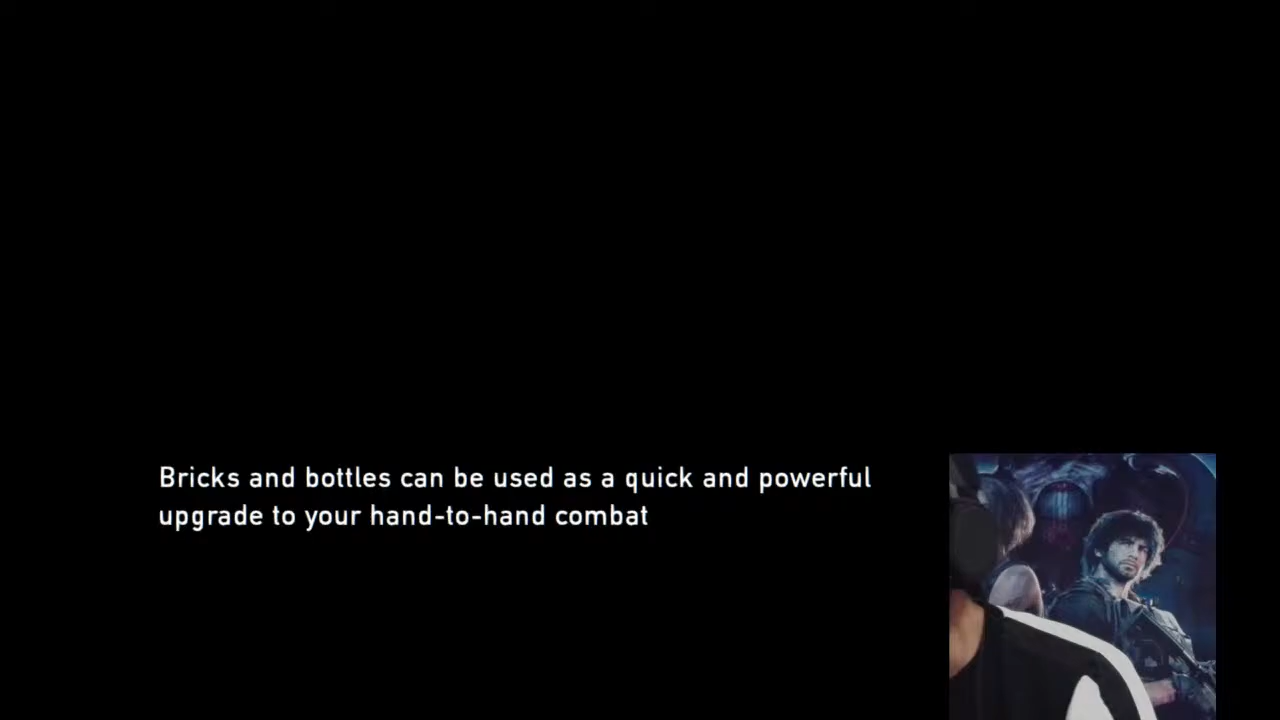 Bricks and bottles can be used as a quick and powerful
upgrade to your hand-to-hand combat